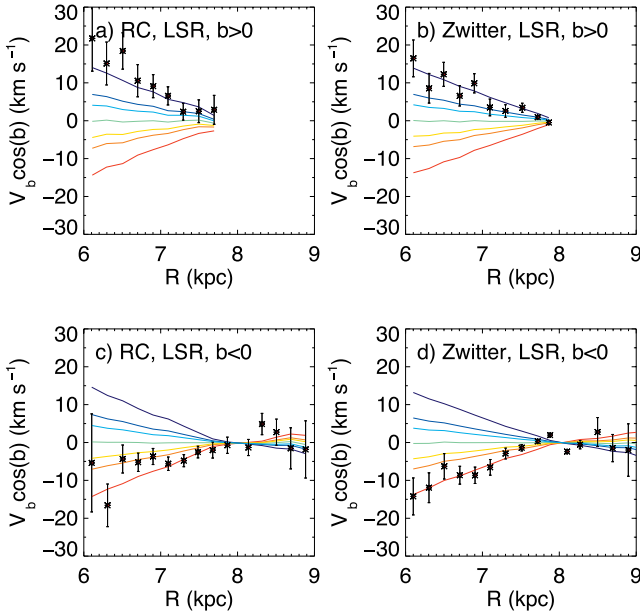 a) RC, LSR, b>0
b) Zwitter, LSR, b>0
30
20
10
0
−10
−20
−30
V_b cos(b) (km s⁻¹)
6 7 8 9
R (kpc)
30
20
10
0
−10
−20
−30
V_b cos(b) (km s⁻¹)
6 7 8 9
R (kpc)
c) RC, LSR, b<0
d) Zwitter, LSR, b<0
30
20
10
0
−10
−20
−30
V_b cos(b) (km s⁻¹)
6 7 8 9
R (kpc)
30
20
10
0
−10
−20
−30
V_b cos(b) (km s⁻¹)
6 7 8 9
R (kpc)